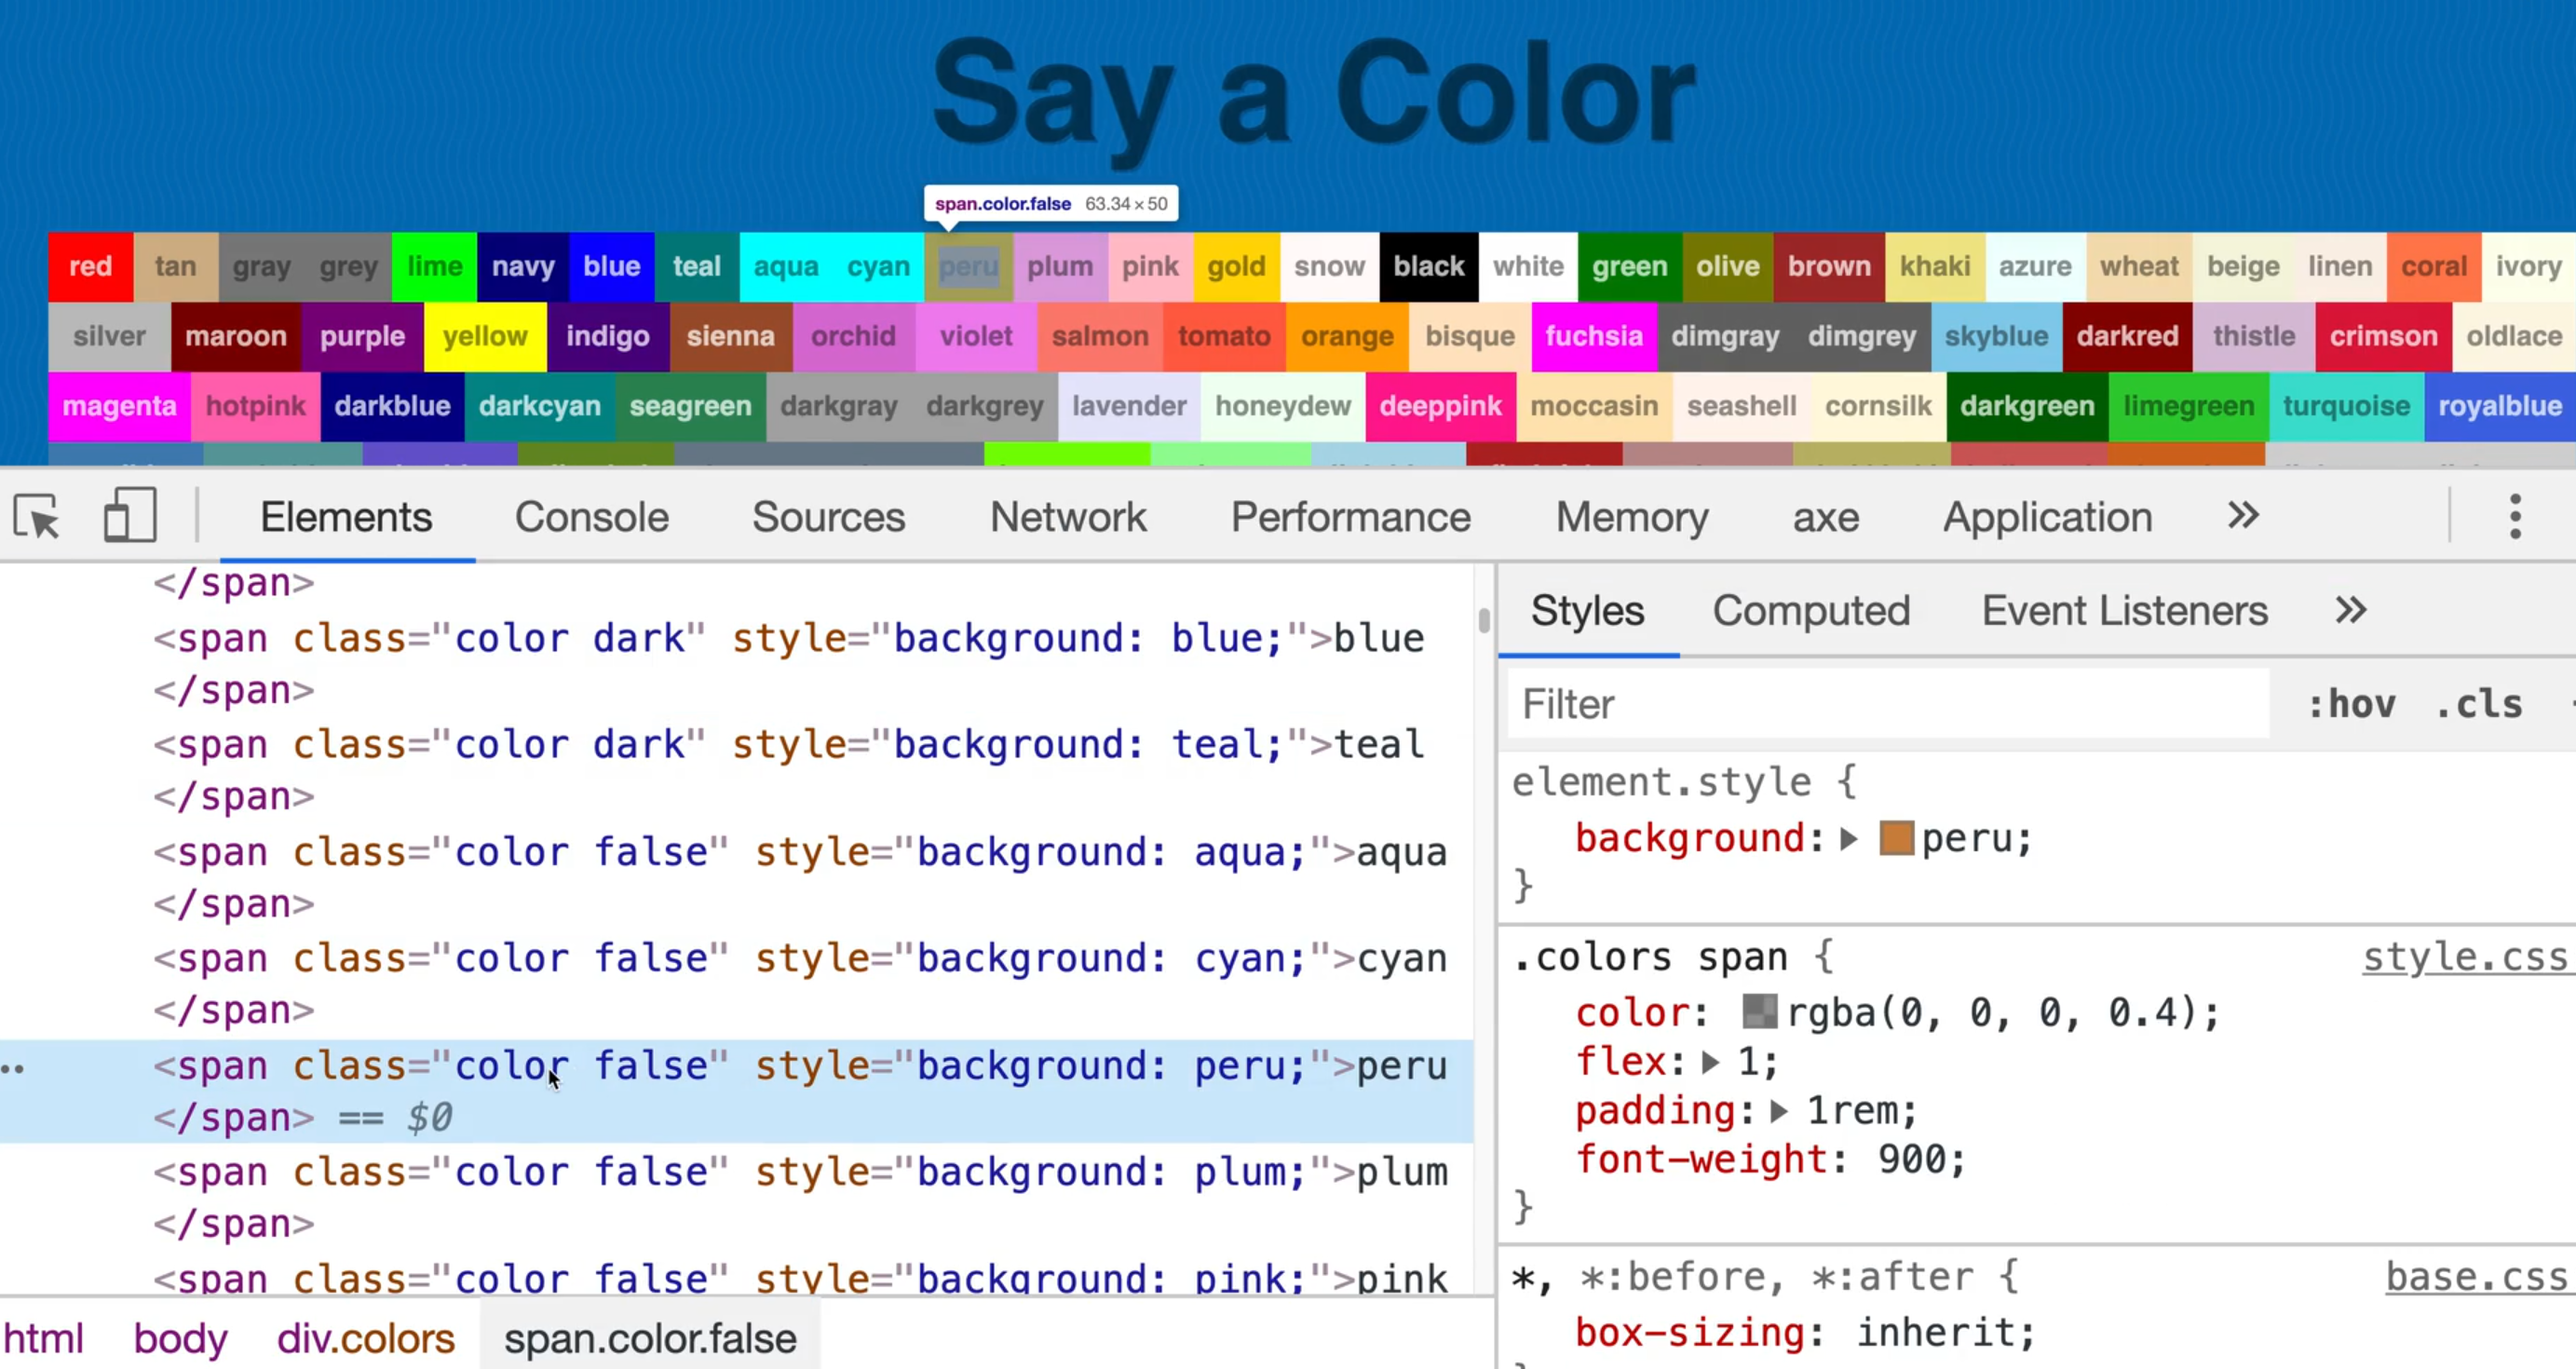 Say a Color
span.color.false 63.34 × 50
red tan gray grey lime navy blue teal aqua cyan peru plum pink gold snow black white green olive brown khaki azure wheat beige linen coral ivory
silver maroon purple yellow indigo sienna orchid violet salmon tomato orange bisque fuchsia dimgray dimgrey skyblue darkred thistle crimson oldlace
magenta hotpink darkblue darkcyan seagreen darkgray darkgrey lavender honeydew deeppink moccasin seashell cornsilk darkgreen limegreen turquoise royalblue
Elements Console Sources Network Performance Memory axe Application »
</span>
<span class="color dark" style="background: blue;">blue
</span>
<span class="color dark" style="background: teal;">teal
</span>
<span class="color false" style="background: aqua;">aqua
</span>
<span class="color false" style="background: cyan;">cyan
</span>
<span class="color false" style="background: peru;">peru
</span> == $0
<span class="color false" style="background: plum;">plum
</span>
<span class="color false" style="background: pink;">pink
html body div.colors span.color.false
Styles Computed Event Listeners »
Filter :hov .cls
element.style {
background: peru;
}
.colors span { style.css
color: rgba(0, 0, 0, 0.4);
flex: 1;
padding: 1rem;
font-weight: 900;
}
*, *:before, *:after { base.css
box-sizing: inherit;